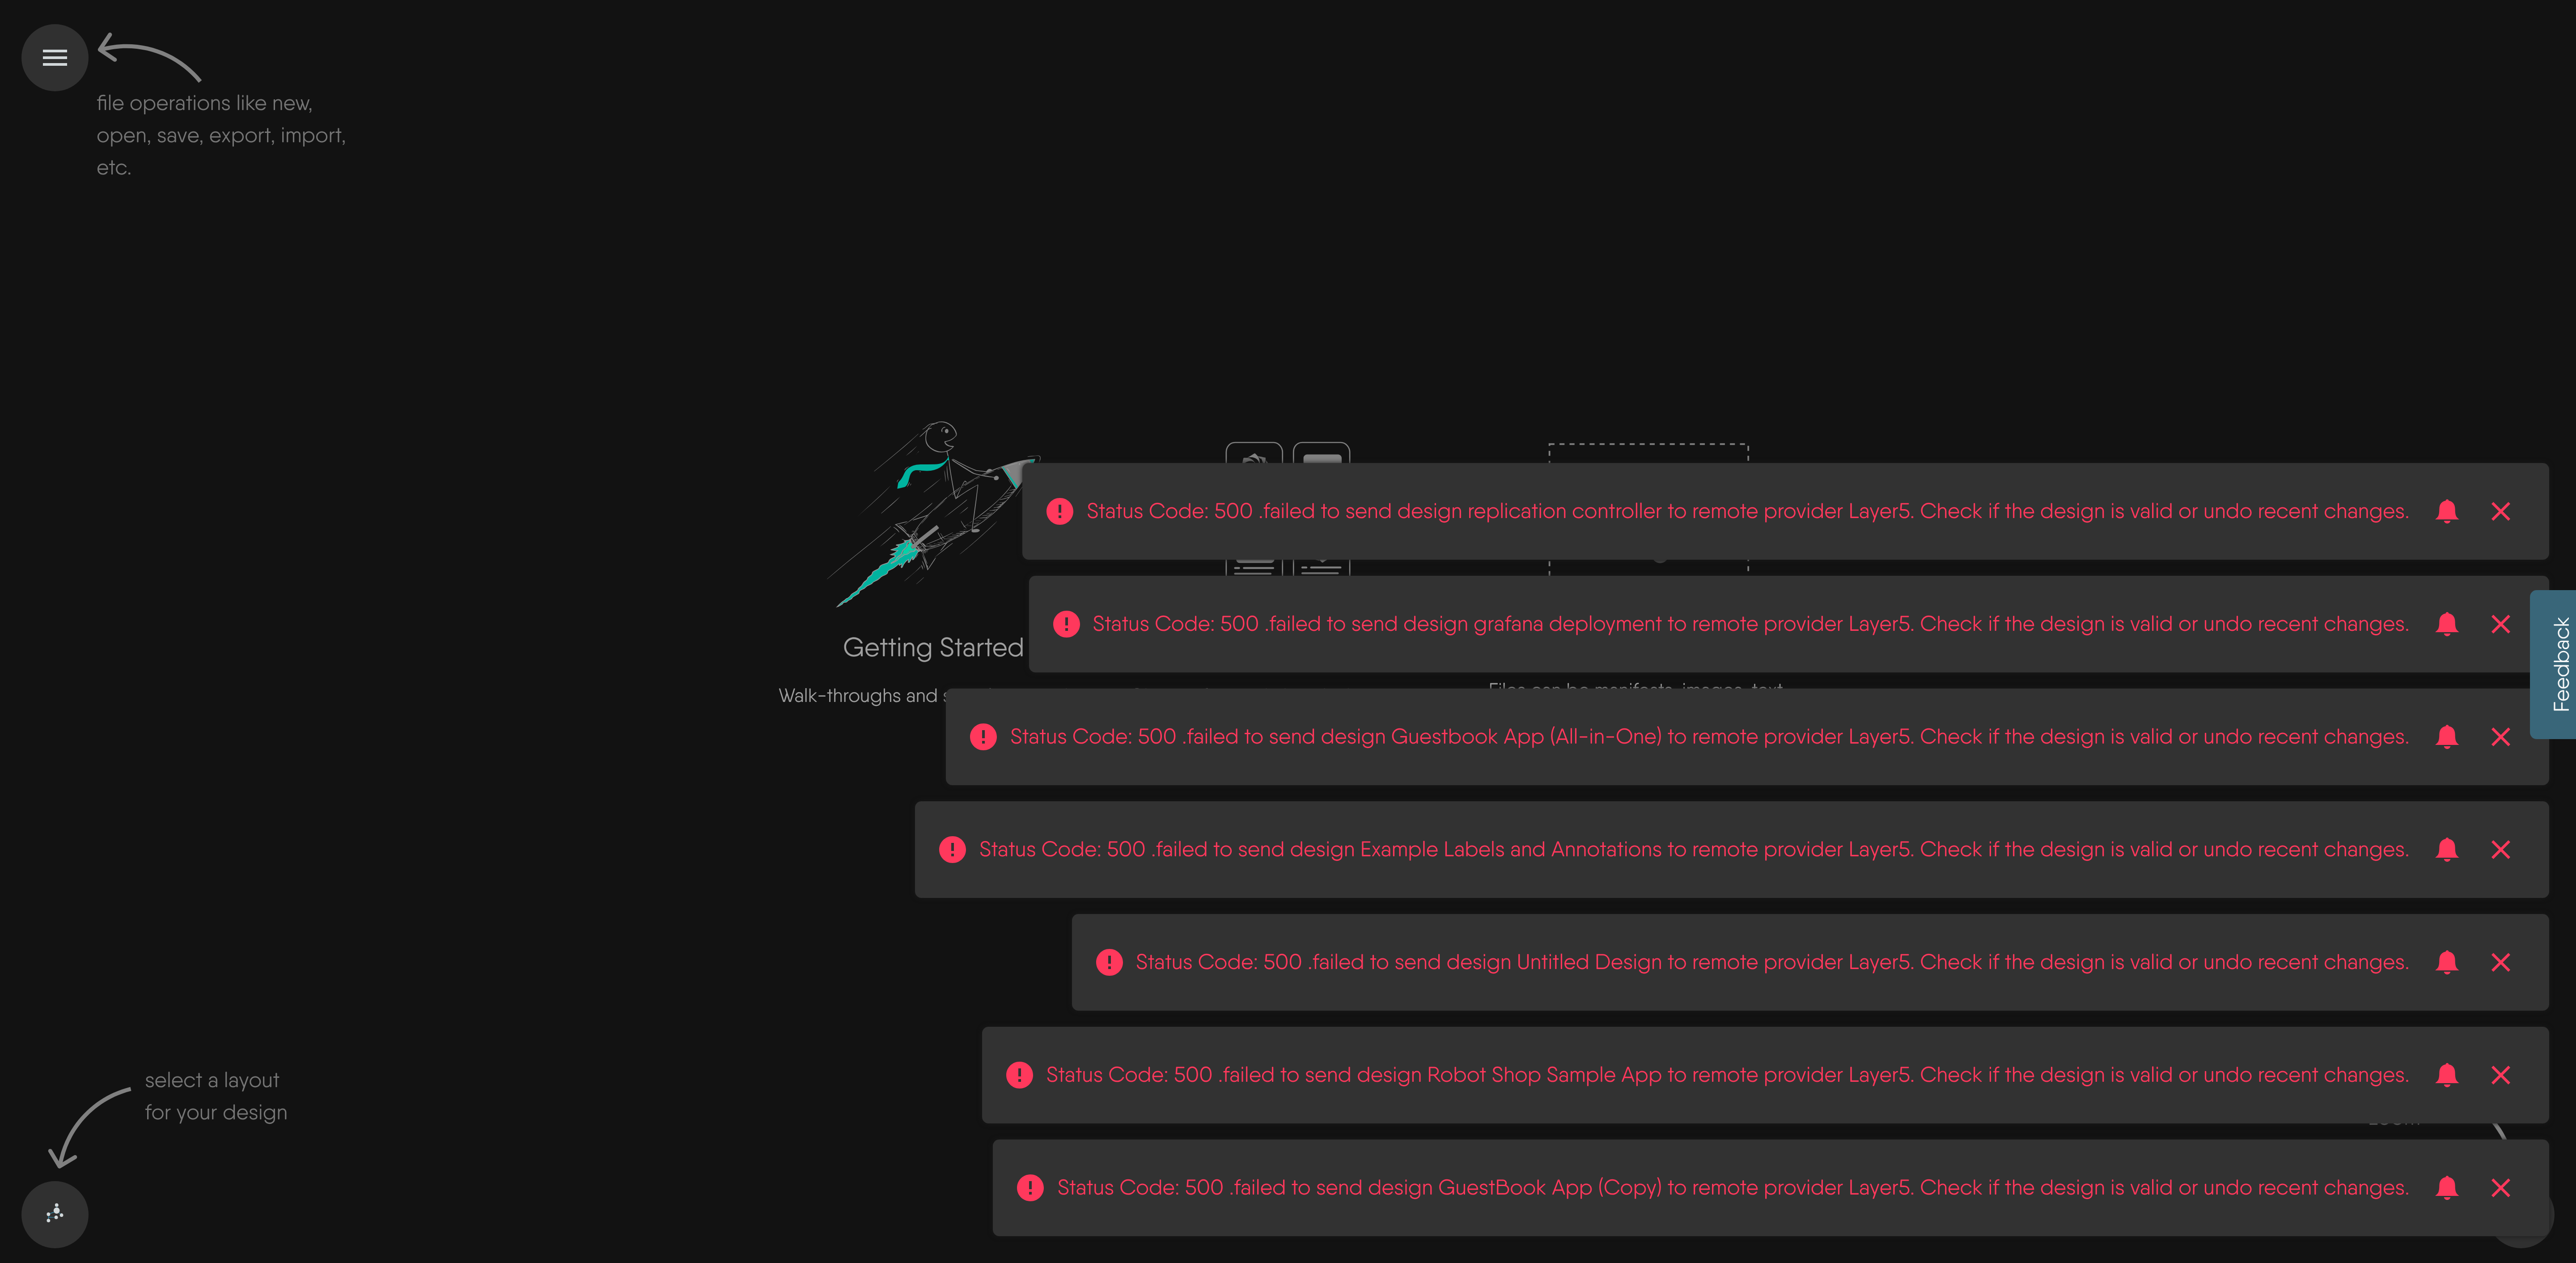 file operations like new,
open, save, export, import,
etc.
Status Code: 500 .failed to send design replication controller to remote provider Layer5. Check if the design is valid or undo recent changes.
Status Code: 500 .failed to send design grafana deployment to remote provider Layer5. Check if the design is valid or undo recent changes.
Getting Started
Feedback
Walk-throughs and
Files can be manifests, images, text
Status Code: 500 .failed to send design Guestbook App (All-in-One) to remote provider Layer5. Check if the design is valid or undo recent changes.
Status Code: 500 .failed to send design Example Labels and Annotations to remote provider Layer5. Check if the design is valid or undo recent changes.
Status Code: 500 .failed to send design Untitled Design to remote provider Layer5. Check if the design is valid or undo recent changes.
Status Code: 500 .failed to send design Robot Shop Sample App to remote provider Layer5. Check if the design is valid or undo recent changes.
select a layout
for your design
Status Code: 500 .failed to send design GuestBook App (Copy) to remote provider Layer5. Check if the design is valid or undo recent changes.